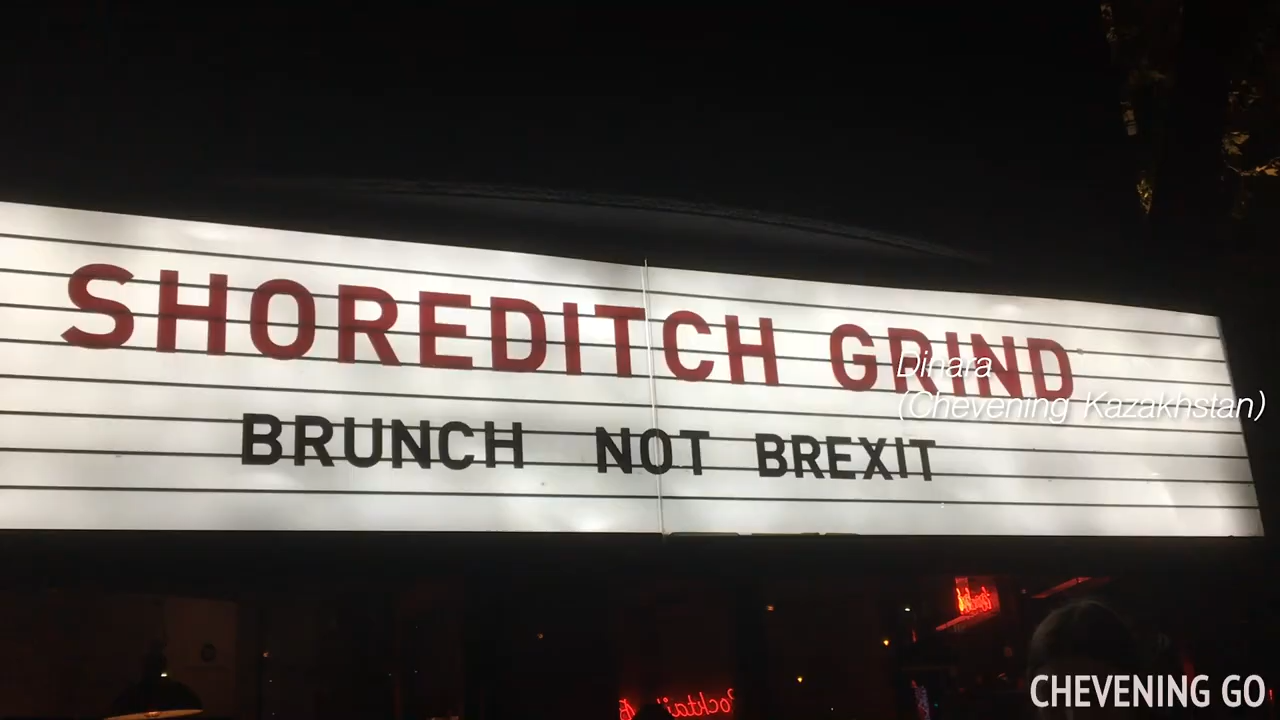 SHOREDITCH GRIND
Dinara
(Chevening Kazakhstan)
BRUNCH NOT BREXIT
CHEVENING GO